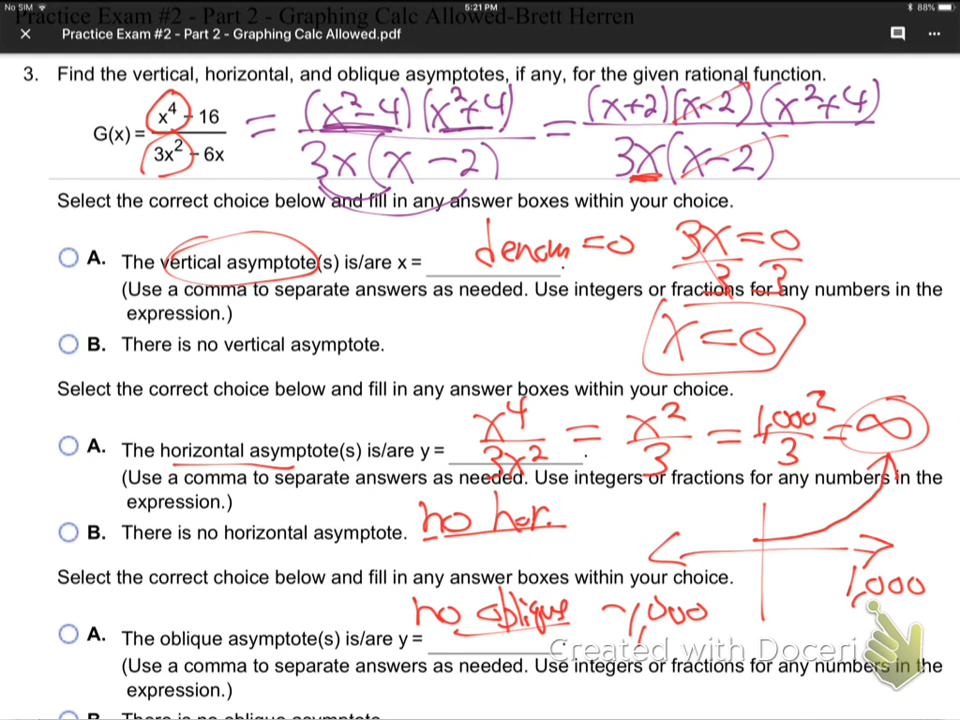 No SIM 5:21 PM 88%
Practice Exam #2 - Part 2 - Graphing Calc Allowed-Brett Herren
× Practice Exam #2 - Part 2 - Graphing Calc Allowed.pdf ...
3. Find the vertical, horizontal, and oblique asymptotes, if any, for the given rational function.
G(x) = (x⁴ - 16)/(3x² - 6x) = (x²-4)(x²+4)/(3x(x-2)) = (x+2)(x-2)(x²+4)/(3x(x-2))
Select the correct choice below and fill in any answer boxes within your choice.
denom = 0 3x/3 = 0/3
A. The vertical asymptote(s) is/are x = ______.
(Use a comma to separate answers as needed. Use integers or fractions for any numbers in the
expression.)
x=0
B. There is no vertical asymptote.
Select the correct choice below and fill in any answer boxes within your choice.
x⁴/3x² = x²/3 = 1,000²/3 = ∞
A. The horizontal asymptote(s) is/are y = ______.
(Use a comma to separate answers as needed. Use integers or fractions for any numbers in the
expression.)
no hor.
B. There is no horizontal asymptote.
Select the correct choice below and fill in any answer boxes within your choice.
1,000
no oblique -1,000
A. The oblique asymptote(s) is/are y = ______
Created with Doceri
(Use a comma to separate answers as needed. Use integers or fractions for any numbers in the
expression.)
B. There is no oblique asymptote.